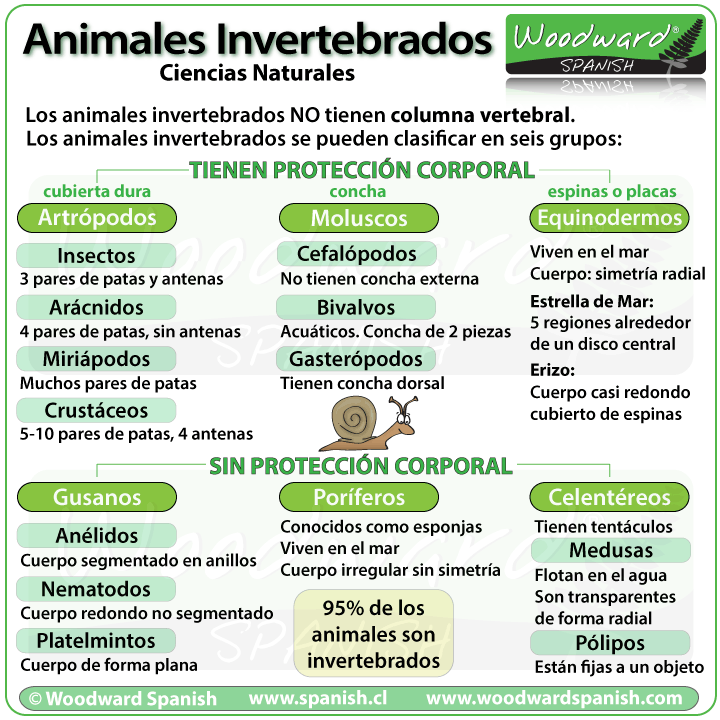 Animales Invertebrados
Ciencias Naturales
Woodward®
SPANISH
Los animales invertebrados NO tienen columna vertebral.
Los animales invertebrados se pueden clasificar en seis grupos:
TIENEN PROTECCIÓN CORPORAL
cubierta dura
Artrópodos
Insectos
3 pares de patas y antenas
Arácnidos
4 pares de patas, sin antenas
Miriápodos
Muchos pares de patas
Crustáceos
5-10 pares de patas, 4 antenas
concha
Moluscos
Cefalópodos
No tienen concha externa
Bivalvos
Acuáticos. Concha de 2 piezas
Gasterópodos
Tienen concha dorsal
espinas o placas
Equinodermos
Viven en el mar
Cuerpo: simetría radial
Estrella de Mar:
5 regiones alrededor
de un disco central
Erizo:
Cuerpo casi redondo
cubierto de espinas
SIN PROTECCIÓN CORPORAL
Gusanos
Anélidos
Cuerpo segmentado en anillos
Nematodos
Cuerpo redondo no segmentado
Platelmintos
Cuerpo de forma plana
Poríferos
Conocidos como esponjas
Viven en el mar
Cuerpo irregular sin simetría
95% de los
animales son
invertebrados
Celentéreos
Tienen tentáculos
Medusas
Flotan en el agua
Son transparentes
de forma radial
Pólipos
Están fijas a un objeto
© Woodward Spanish www.spanish.cl www.woodwardspanish.com